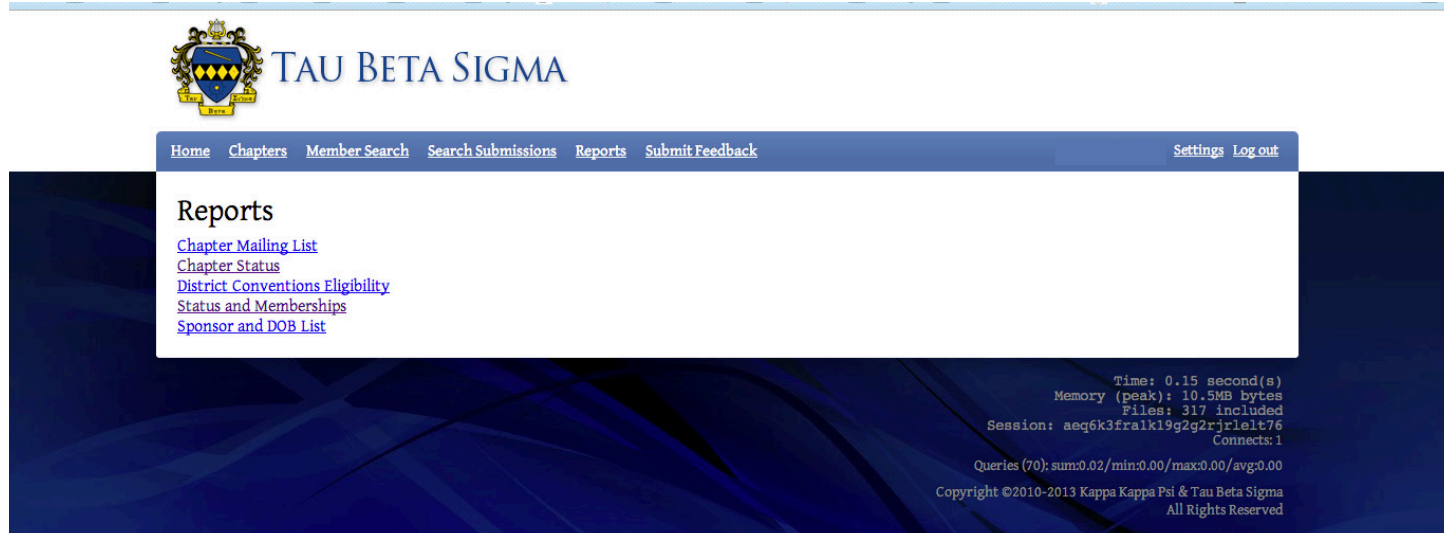 Tau Beta Sigma
Tau Beta Sigma
Home Chapters Member Search Search Submissions Reports Submit Feedback Settings Log out
Reports
Chapter Mailing List
Chapter Status
District Conventions Eligibility
Status and Memberships
Sponsor and DOB List
Time: 0.15 second(s)
Memory (peak): 10.5MB bytes
Files: 317 included
Session: aeq6k3fra1k19g2g2rjrlelt76
Connects: 1
Queries (70): sum:0.02/min:0.00/max:0.00/avg:0.00
Copyright ©2010-2013 Kappa Kappa Psi & Tau Beta Sigma
All Rights Reserved